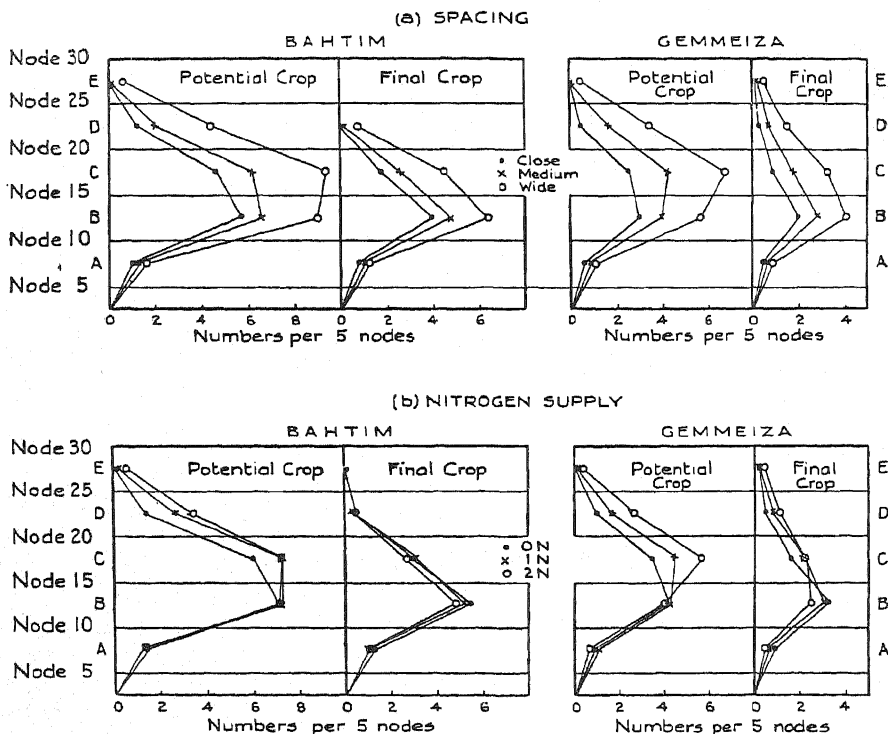 (a) SPACING
BAHTIM GEMMEIZA
Node 30
E Potential Crop Final Crop Potential Crop Final Crop E
Node 25
D D
Node 20
C Close C
Medium
Node 15 Wide
B B
Node 10
A A
Node 5
0 2 4 6 8 0 2 4 6 0 2 4 6 0 2 4
Numbers per 5 nodes Numbers per 5 nodes
(b) NITROGEN SUPPLY
BAHTIM GEMMEIZA
Node 30
E Potential Crop Final Crop Potential Crop Final Crop E
Node 25
D D
Node 20
C 0N C
1N
Node 15 2N
B B
Node 10
A A
Node 5
0 2 4 6 8 0 2 4 6 0 2 4 6 0 2 4
Numbers per 5 nodes Numbers per 5 nodes